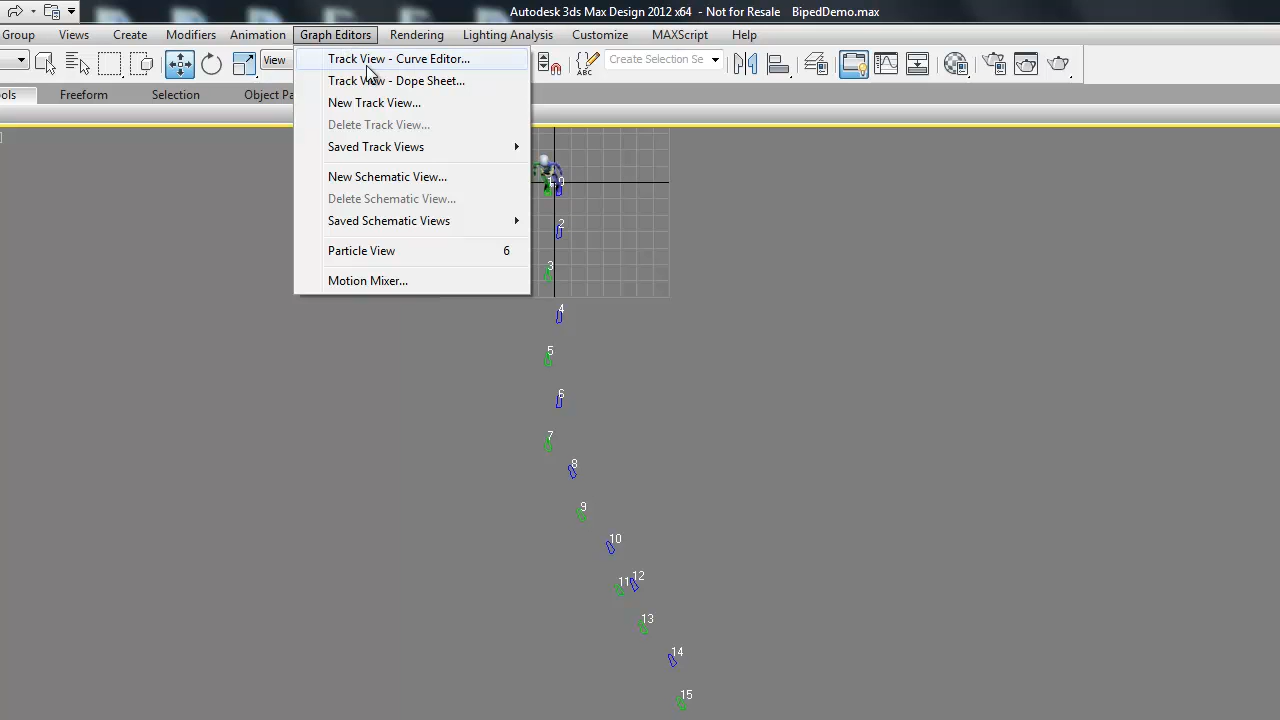 Autodesk 3ds Max Design 2012 x64 - Not for Resale BipedDemo.max
Group Views Create Modifiers Animation Graph Editors Rendering Lighting Analysis Customize MAXScript Help
View
ABC
Create Selection Se
Freeform Selection
Track View - Curve Editor...
Track View - Dope Sheet...
New Track View...
Delete Track View...
Saved Track Views
New Schematic View...
Delete Schematic View...
Saved Schematic Views
Particle View 6
Motion Mixer...
1 0
2
3
4
5
6
7
8
9
10
11 12
13
14
15